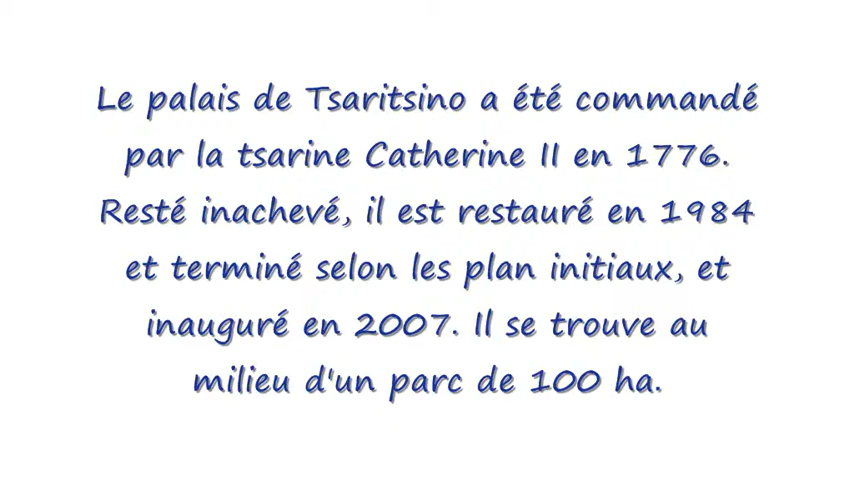 Le palais de Tsaritsino a été commandé
par la tsarine Catherine II en 1776.
Resté inachevé, il est restauré en 1984
et terminé selon les plan initiaux, et
inauguré en 2007. Il se trouve au
milieu d'un parc de 100 ha.